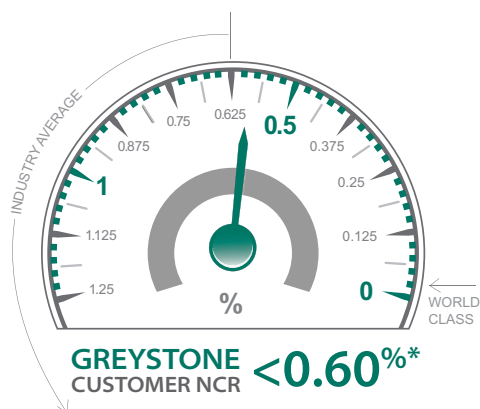 INDUSTRY AVERAGE
1.25
1.125
1
0.875
0.75
0.625
0.5
0.375
0.25
0.125
0
WORLD
CLASS
%
GREYSTONE
CUSTOMER NCR
<0.60%*